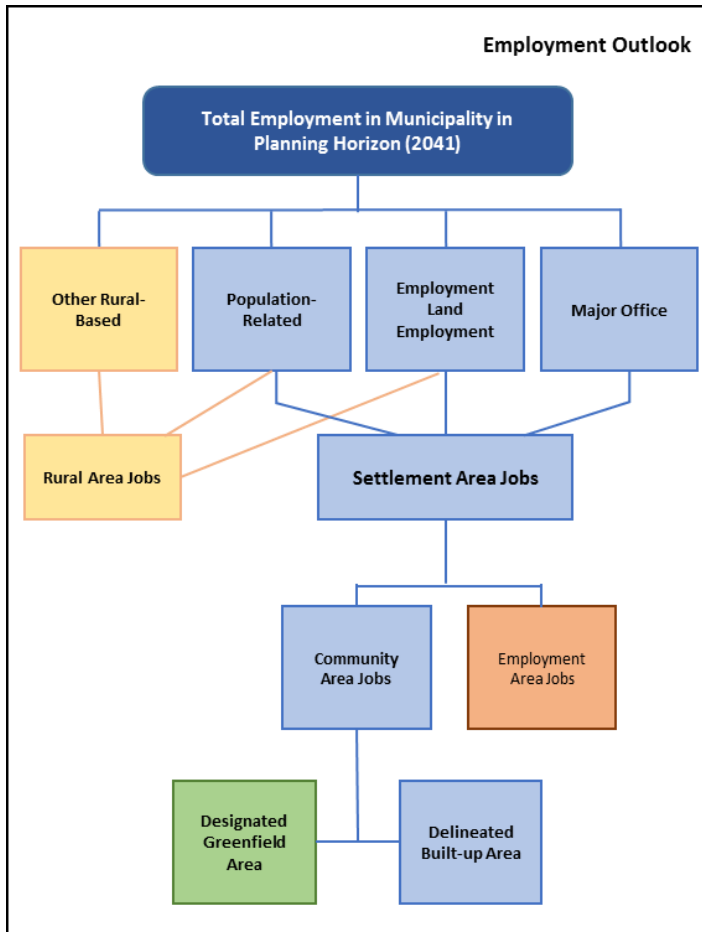 Employment Outlook
Total Employment in Municipality in
Planning Horizon (2041)
Other Rural-
Based
Population-
Related
Employment
Land
Employment
Major Office
Rural Area Jobs
Settlement Area Jobs
Community
Area Jobs
Employment
Area Jobs
Designated
Greenfield
Area
Delineated
Built-up Area